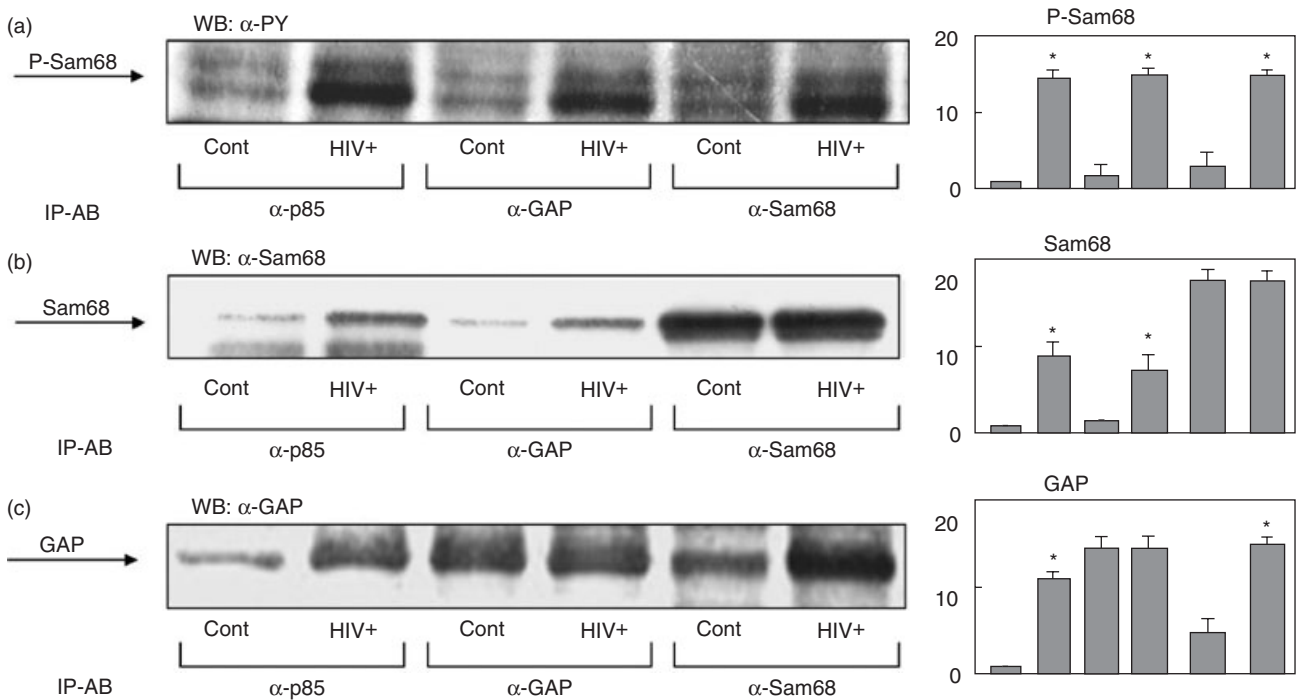 (a)
WB: α-PY
P-Sam68
Cont HIV+ Cont HIV+ Cont HIV+
IP-AB α-p85 α-GAP α-Sam68
P-Sam68
20
10
0
* * *
(b)
WB: α-Sam68
Sam68
Cont HIV+ Cont HIV+ Cont HIV+
IP-AB α-p85 α-GAP α-Sam68
Sam68
20
10
0
* *
(c)
WB: α-GAP
GAP
Cont HIV+ Cont HIV+ Cont HIV+
IP-AB α-p85 α-GAP α-Sam68
GAP
20
10
0
* *